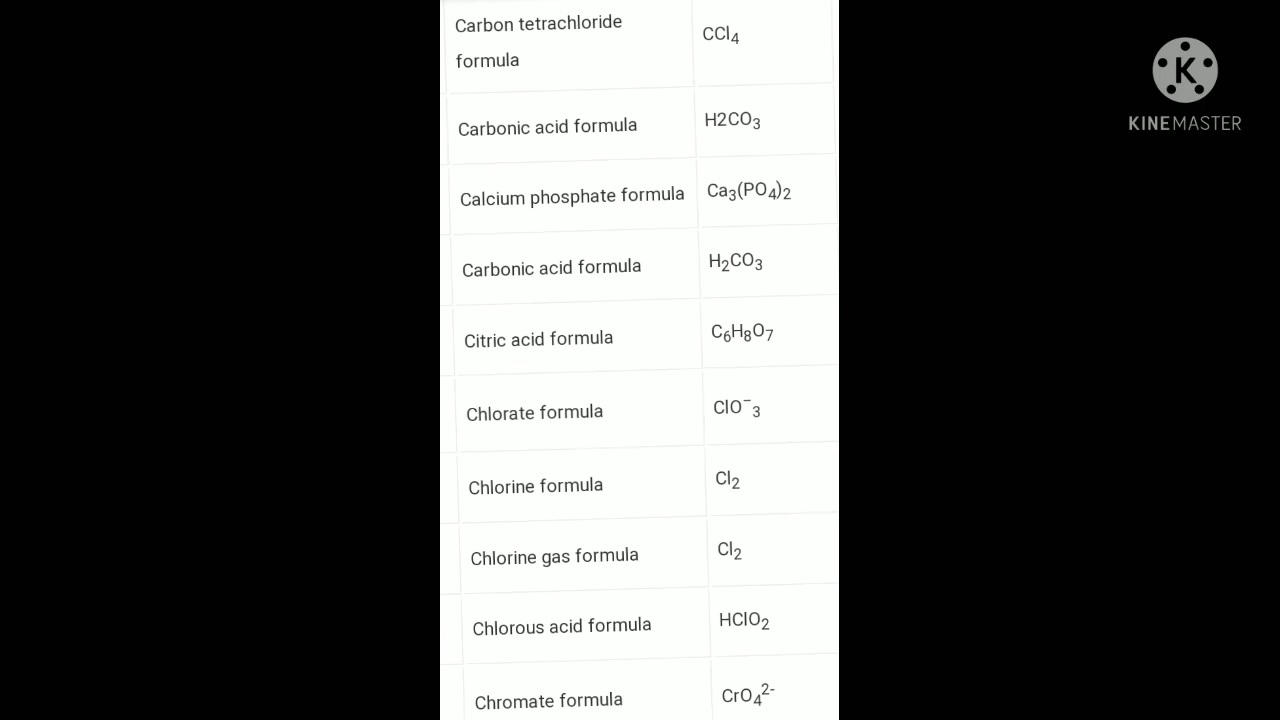 Carbon tetrachloride
formula
CCl₄
Carbonic acid formula
H2CO₃
Calcium phosphate formula
Ca₃(PO₄)₂
Carbonic acid formula
H₂CO₃
Citric acid formula
C₆H₈O₇
Chlorate formula
ClO⁻₃
Chlorine formula
Cl₂
Chlorine gas formula
Cl₂
Chlorous acid formula
HClO₂
Chromate formula
CrO₄²⁻
K
KINEMASTER